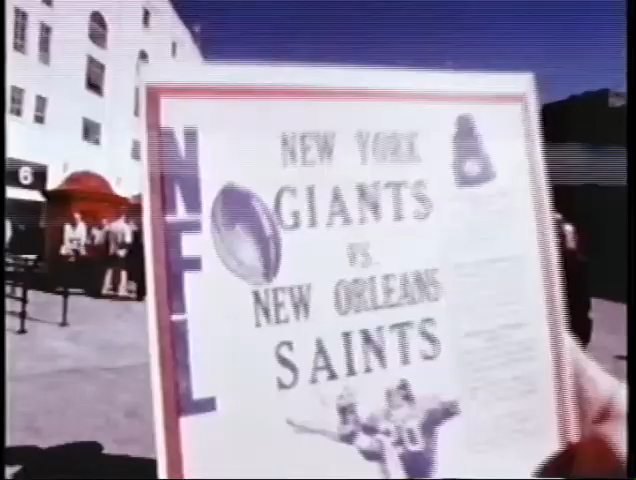 6
NFL
NEW YORK
GIANTS
VS.
NEW ORLEANS
SAINTS